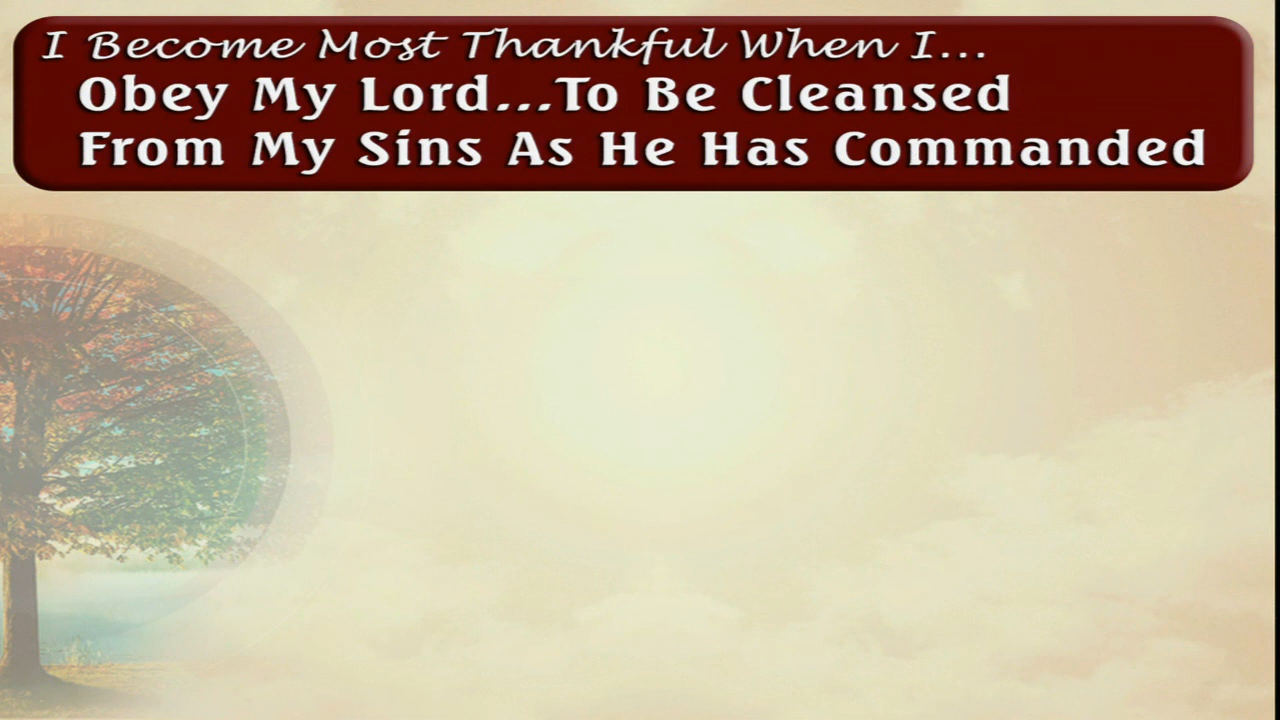 I Become Most Thankful When I...
Obey My Lord...To Be Cleansed
From My Sins As He Has Commanded